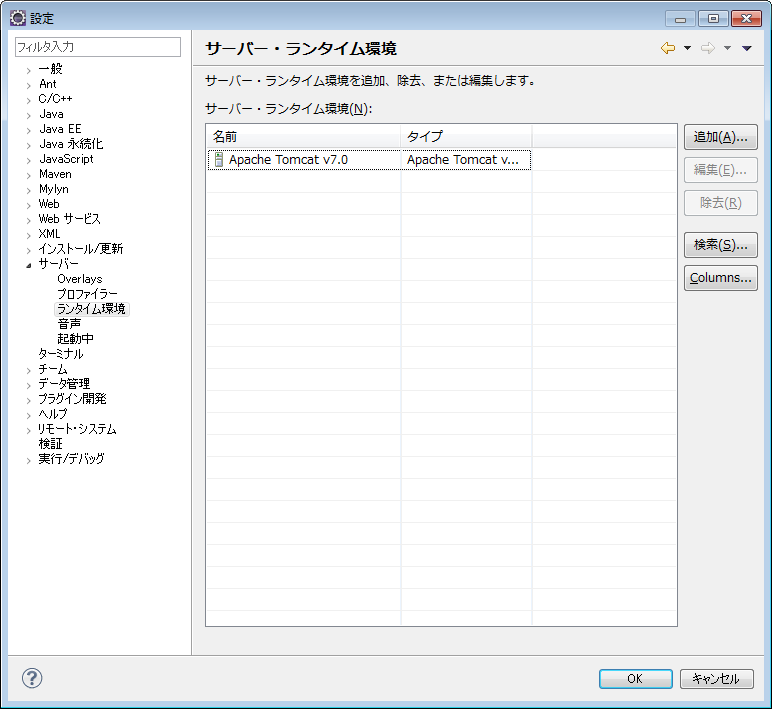 設定
フィルタ入力
一般
Ant
C/C++
Java
Java EE
Java 永続化
JavaScript
Maven
Mylyn
Web
Web サービス
XML
インストール/更新
サーバー
Overlays
プロファイラー
ランタイム環境
音声
起動中
ターミナル
チーム
データ管理
プラグイン開発
ヘルプ
リモート・システム
検証
実行/デバッグ
サーバー・ランタイム環境
サーバー・ランタイム環境を追加、除去、または編集します。
サーバー・ランタイム環境(N):
名前 タイプ
Apache Tomcat v7.0 Apache Tomcat v...
追加(A)...
編集(E)...
除去(R)
検索(S)...
Columns...
?
OK キャンセル